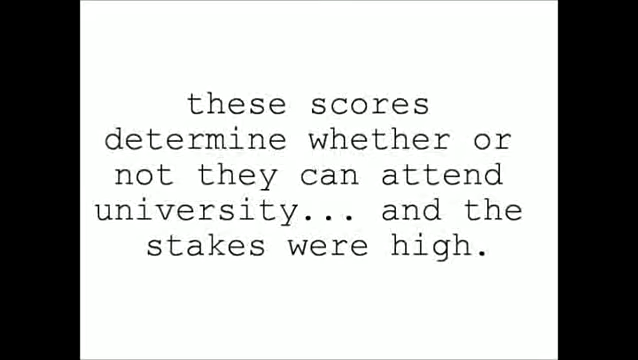 these scores
determine whether or
not they can attend
university... and the
stakes were high.